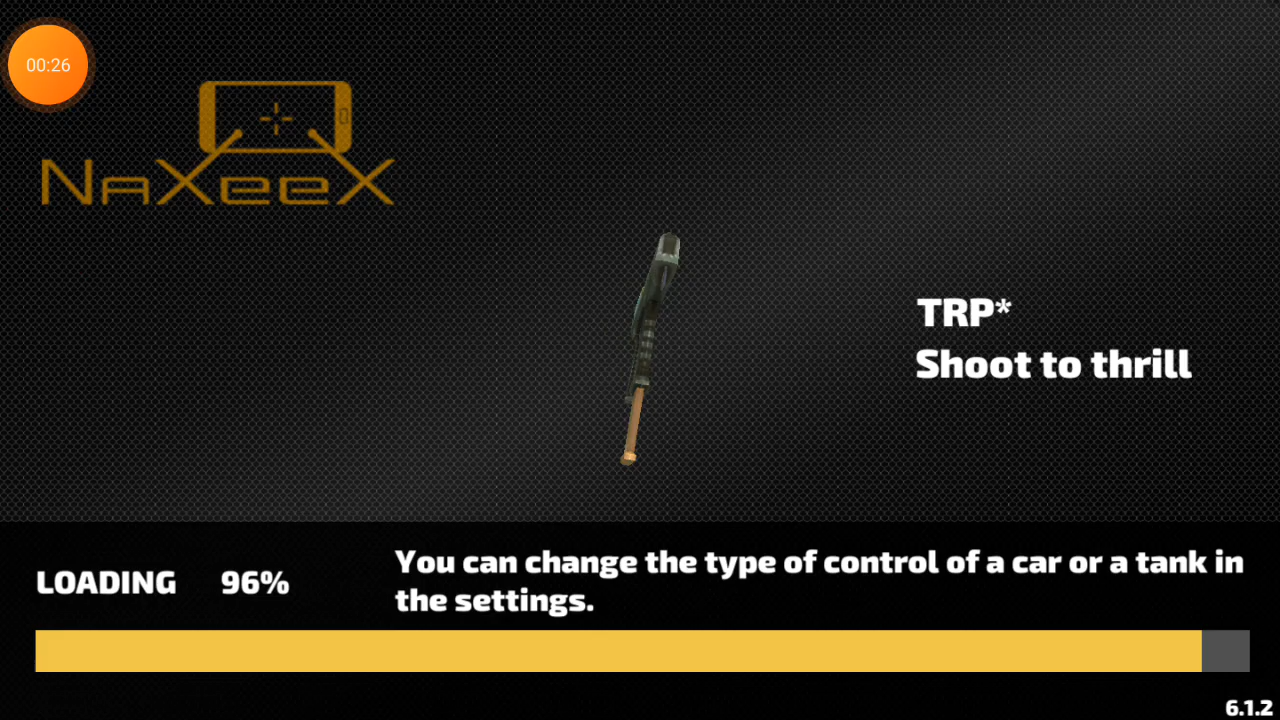 00:26
NaXeeX
TRP*
Shoot to thrill
You can change the type of control of a car or a tank in
the settings.
LOADING 96%
6.1.2